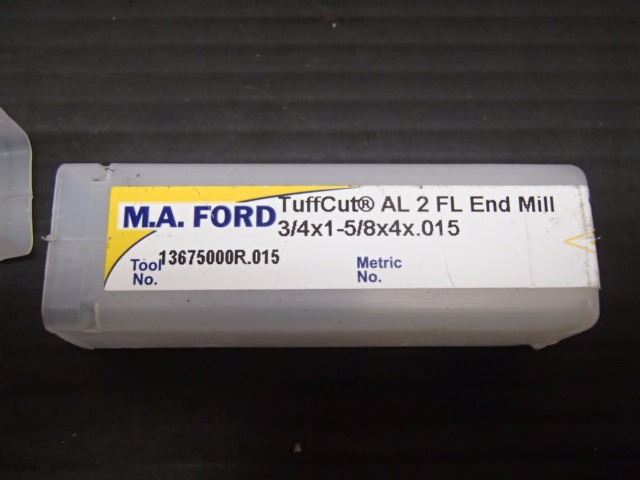 M.A. FORD
TuffCut® AL 2 FL End Mill
3/4x1-5/8x4x.015
Tool No. 13675000R.015
Metric No.